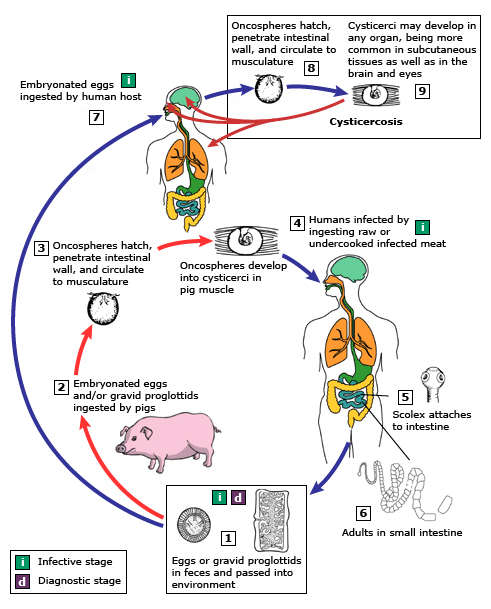 Oncospheres hatch,
penetrate intestinal
wall, and circulate to
musculature
8
Cysticerci may develop in
any organ, being more
common in subcutaneous
tissues as well as in the
brain and eyes
9
Cysticercosis
Embryonated eggs i
ingested by human host
7
4 Humans infected by
ingesting raw or
undercooked infected meat
i
3 Oncospheres hatch,
penetrate intestinal
wall, and circulate
to musculature
Oncospheres develop
into cysticerci in
pig muscle
2 Embryonated eggs
and/or gravid proglottids
ingested by pigs
5
Scolex attaches
to intestine
6
Adults in small intestine
i d
1
Eggs or gravid proglottids
in feces and passed into
environment
i Infective stage
d Diagnostic stage